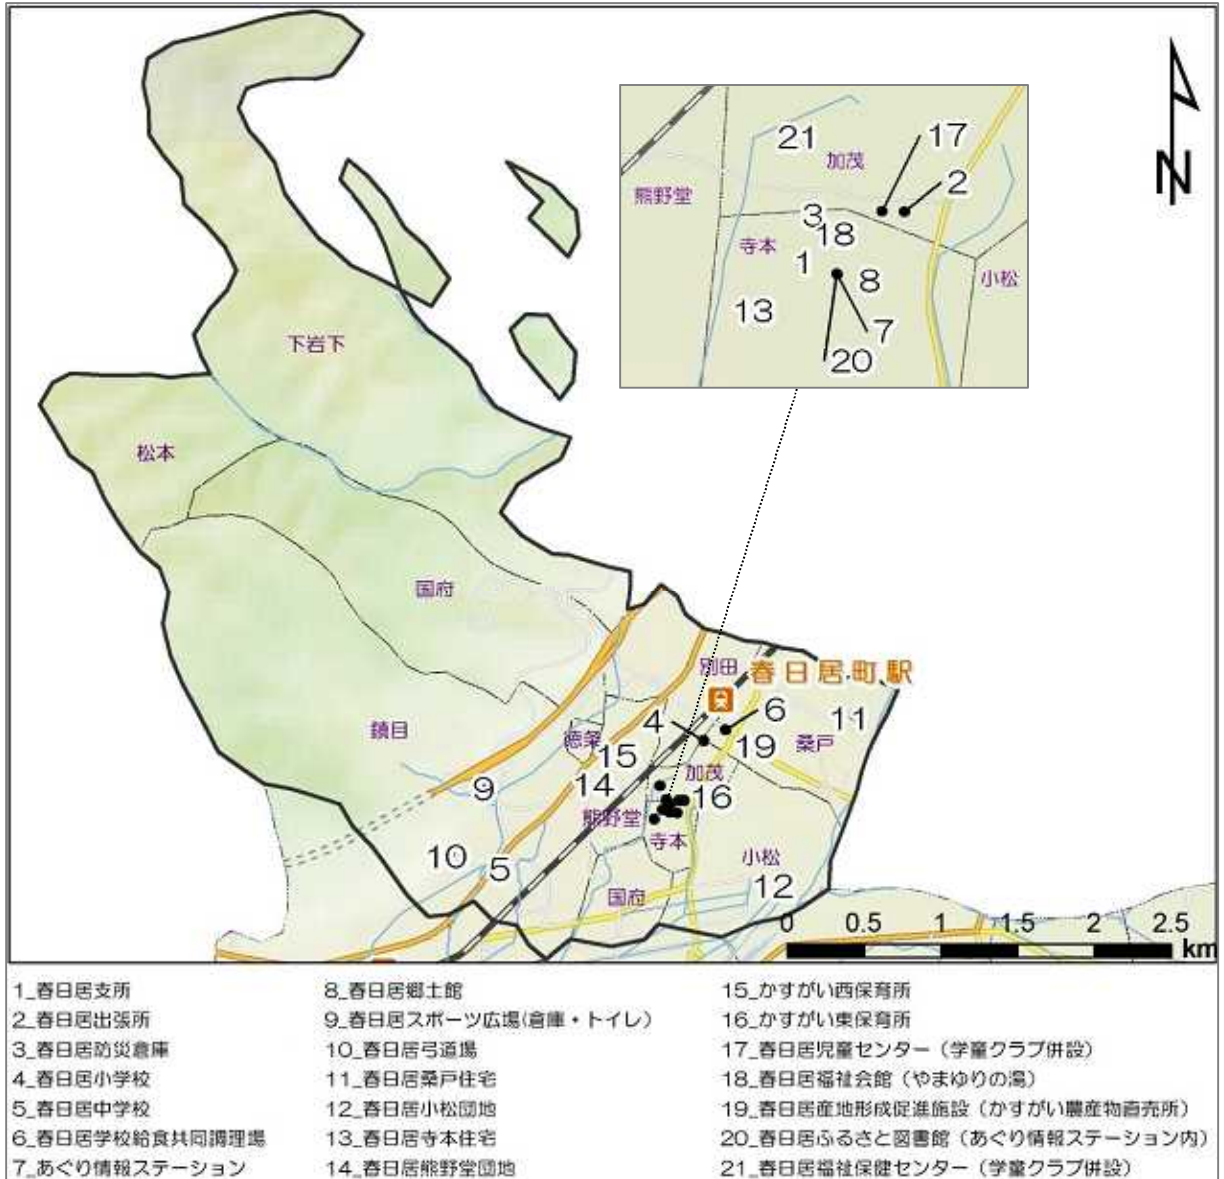 21
17
加茂
2
熊野堂
3
18
寺本
1
8
小松
13
7
20
N
下岩下
松本
国府
別田
春日居町駅
4
6
11
鎮目
徳条
15
19
桑戸
加茂
14
9
16
熊野堂
寺本
10
5
小松
12
国府
0 0.5 1 1.5 2 2.5
km
1_春日居支所
2_春日居出張所
3_春日居防災倉庫
4_春日居小学校
5_春日居中学校
6_春日居学校給食共同調理場
7_あぐり情報ステーション
8_春日居郷土館
9_春日居スポーツ広場(倉庫・トイレ)
10_春日居弓道場
11_春日居桑戸住宅
12_春日居小松団地
13_春日居寺本住宅
14_春日居熊野堂団地
15_かすがい西保育所
16_かすがい東保育所
17_春日居児童センター（学童クラブ併設）
18_春日居福祉会館（やまゆりの湯）
19_春日居産地形成促進施設（かすがい農産物直売所）
20_春日居ふるさと図書館（あぐり情報ステーション内）
21_春日居福祉保健センター（学童クラブ併設）